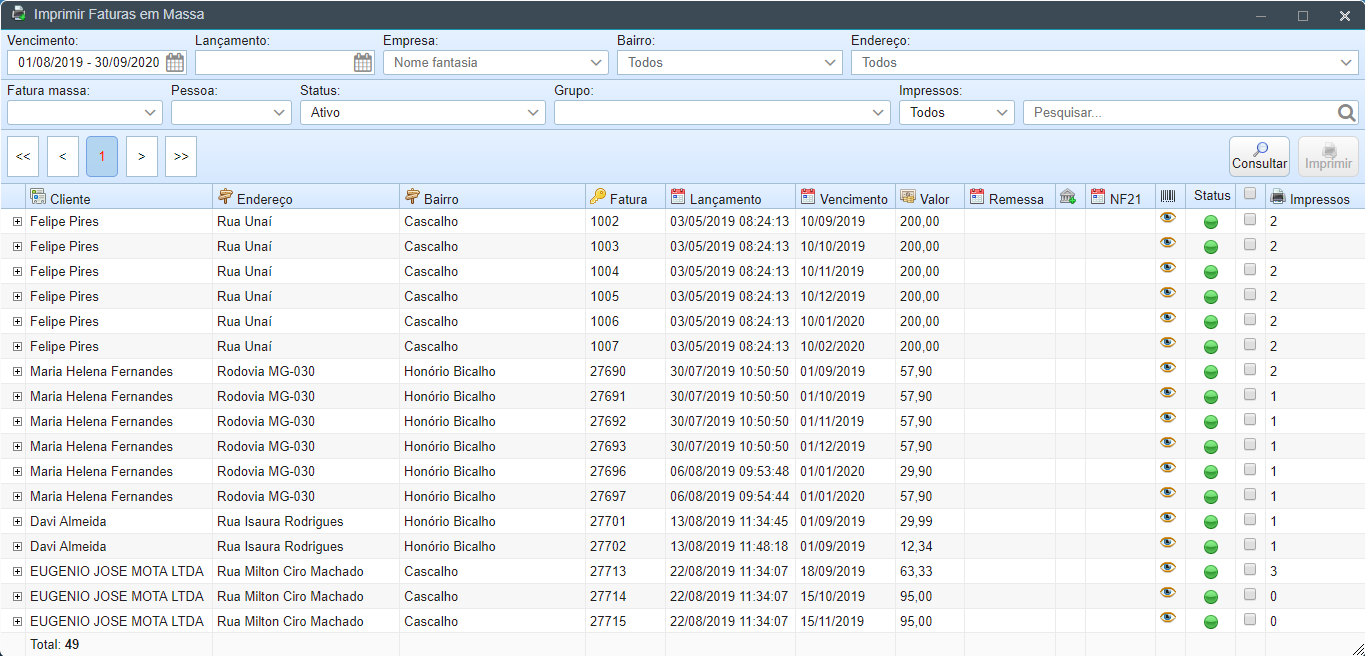 Imprimir Faturas em Massa
Vencimento: Lançamento: Empresa: Bairro: Endereço:
01/08/2019 - 30/09/2020 Nome fantasia Todos Todos
Fatura massa: Pessoa: Status: Grupo: Impressos:
Ativo Todos Pesquisar...
<< < 1 > >> Consultar Imprimir
Cliente Endereço Bairro Fatura Lançamento Vencimento Valor Remessa NF21 Status Impressos
Felipe Pires Rua Unaí Cascalho 1002 03/05/2019 08:24:13 10/09/2019 200,00 2
Felipe Pires Rua Unaí Cascalho 1003 03/05/2019 08:24:13 10/10/2019 200,00 2
Felipe Pires Rua Unaí Cascalho 1004 03/05/2019 08:24:13 10/11/2019 200,00 2
Felipe Pires Rua Unaí Cascalho 1005 03/05/2019 08:24:13 10/12/2019 200,00 2
Felipe Pires Rua Unaí Cascalho 1006 03/05/2019 08:24:13 10/01/2020 200,00 2
Felipe Pires Rua Unaí Cascalho 1007 03/05/2019 08:24:13 10/02/2020 200,00 2
Maria Helena Fernandes Rodovia MG-030 Honório Bicalho 27690 30/07/2019 10:50:50 01/09/2019 57,90 2
Maria Helena Fernandes Rodovia MG-030 Honório Bicalho 27691 30/07/2019 10:50:50 01/10/2019 57,90 1
Maria Helena Fernandes Rodovia MG-030 Honório Bicalho 27692 30/07/2019 10:50:50 01/11/2019 57,90 1
Maria Helena Fernandes Rodovia MG-030 Honório Bicalho 27693 30/07/2019 10:50:50 01/12/2019 57,90 1
Maria Helena Fernandes Rodovia MG-030 Honório Bicalho 27696 06/08/2019 09:53:48 01/01/2020 29,90 1
Maria Helena Fernandes Rodovia MG-030 Honório Bicalho 27697 06/08/2019 09:54:44 01/01/2020 57,90 1
Davi Almeida Rua Isaura Rodrigues Honório Bicalho 27701 13/08/2019 11:34:45 01/09/2019 29,99 1
Davi Almeida Rua Isaura Rodrigues Honório Bicalho 27702 13/08/2019 11:48:18 01/09/2019 12,34 1
EUGENIO JOSE MOTA LTDA Rua Milton Ciro Machado Cascalho 27713 22/08/2019 11:34:07 18/09/2019 63,33 3
EUGENIO JOSE MOTA LTDA Rua Milton Ciro Machado Cascalho 27714 22/08/2019 11:34:07 15/10/2019 95,00 0
EUGENIO JOSE MOTA LTDA Rua Milton Ciro Machado Cascalho 27715 22/08/2019 11:34:07 15/11/2019 95,00 0
Total: 49